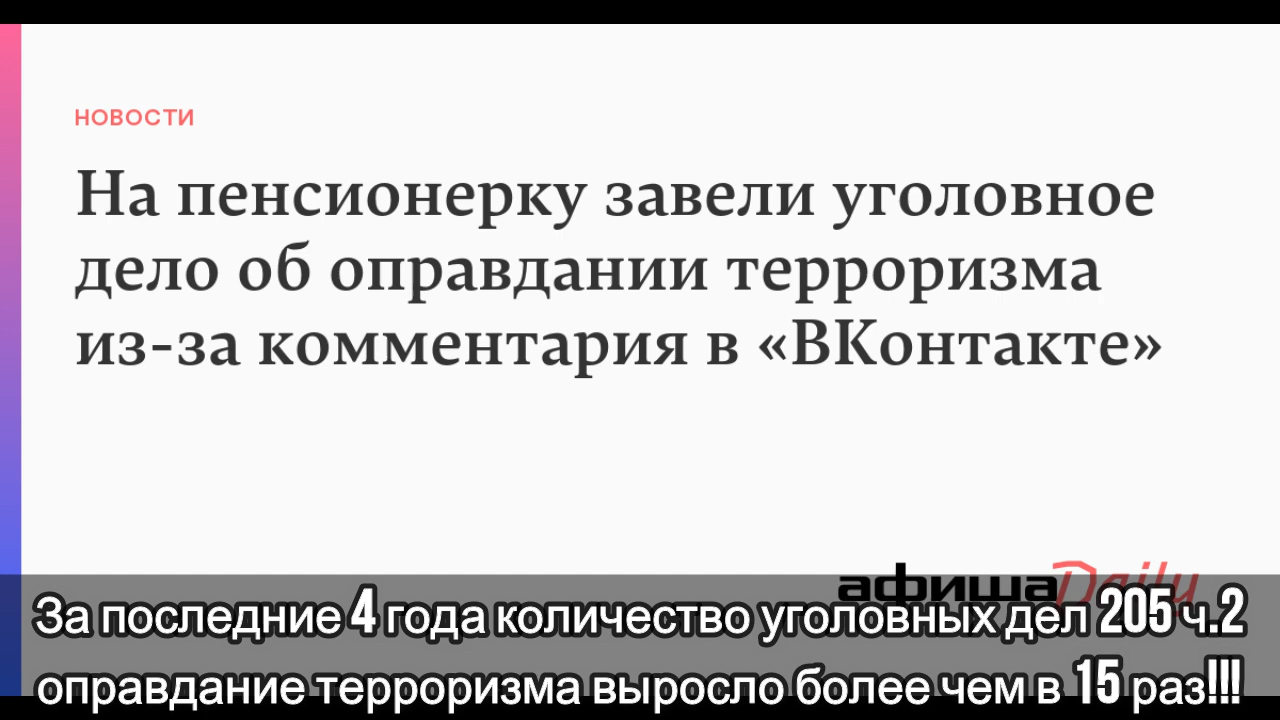 НОВОСТИ
На пенсионерку завели уголовное
дело об оправдании терроризма
из-за комментария в «ВКонтакте»
афиша Daily
За последние 4 года количество уголовных дел 205 ч.2
оправдание терроризма выросло более чем в 15 раз!!!